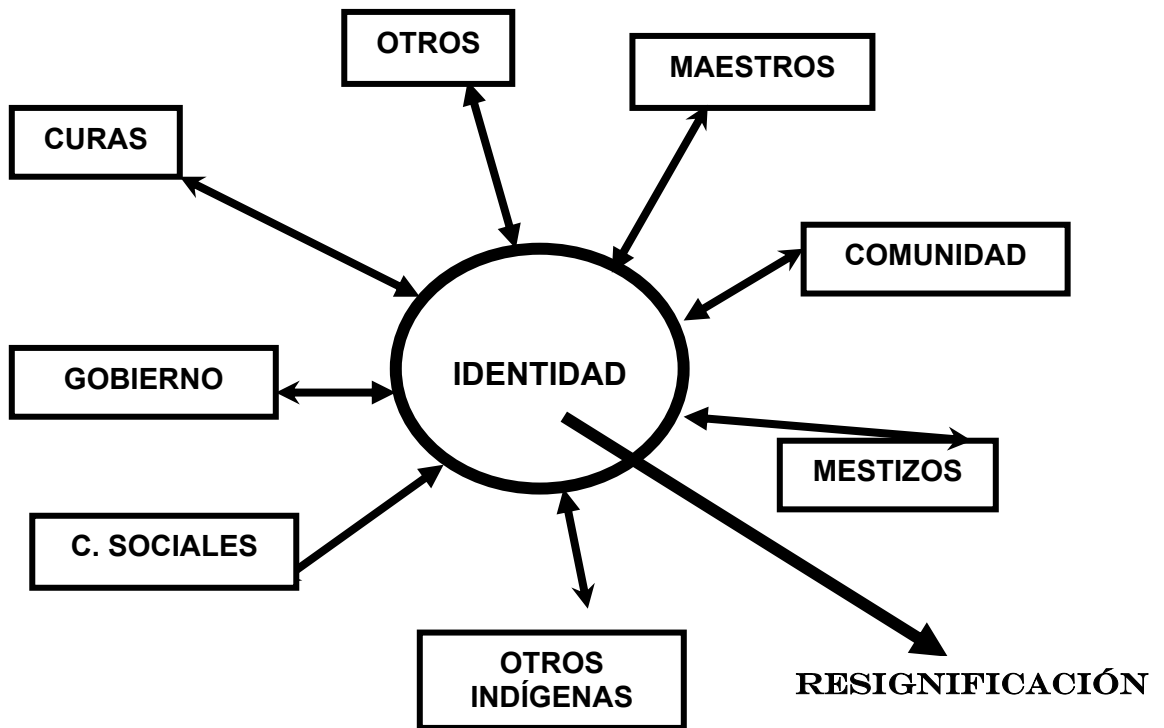 OTROS
MAESTROS
CURAS
COMUNIDAD
IDENTIDAD
GOBIERNO
MESTIZOS
C. SOCIALES
OTROS
INDÍGENAS
RESIGNIFICACIÓN